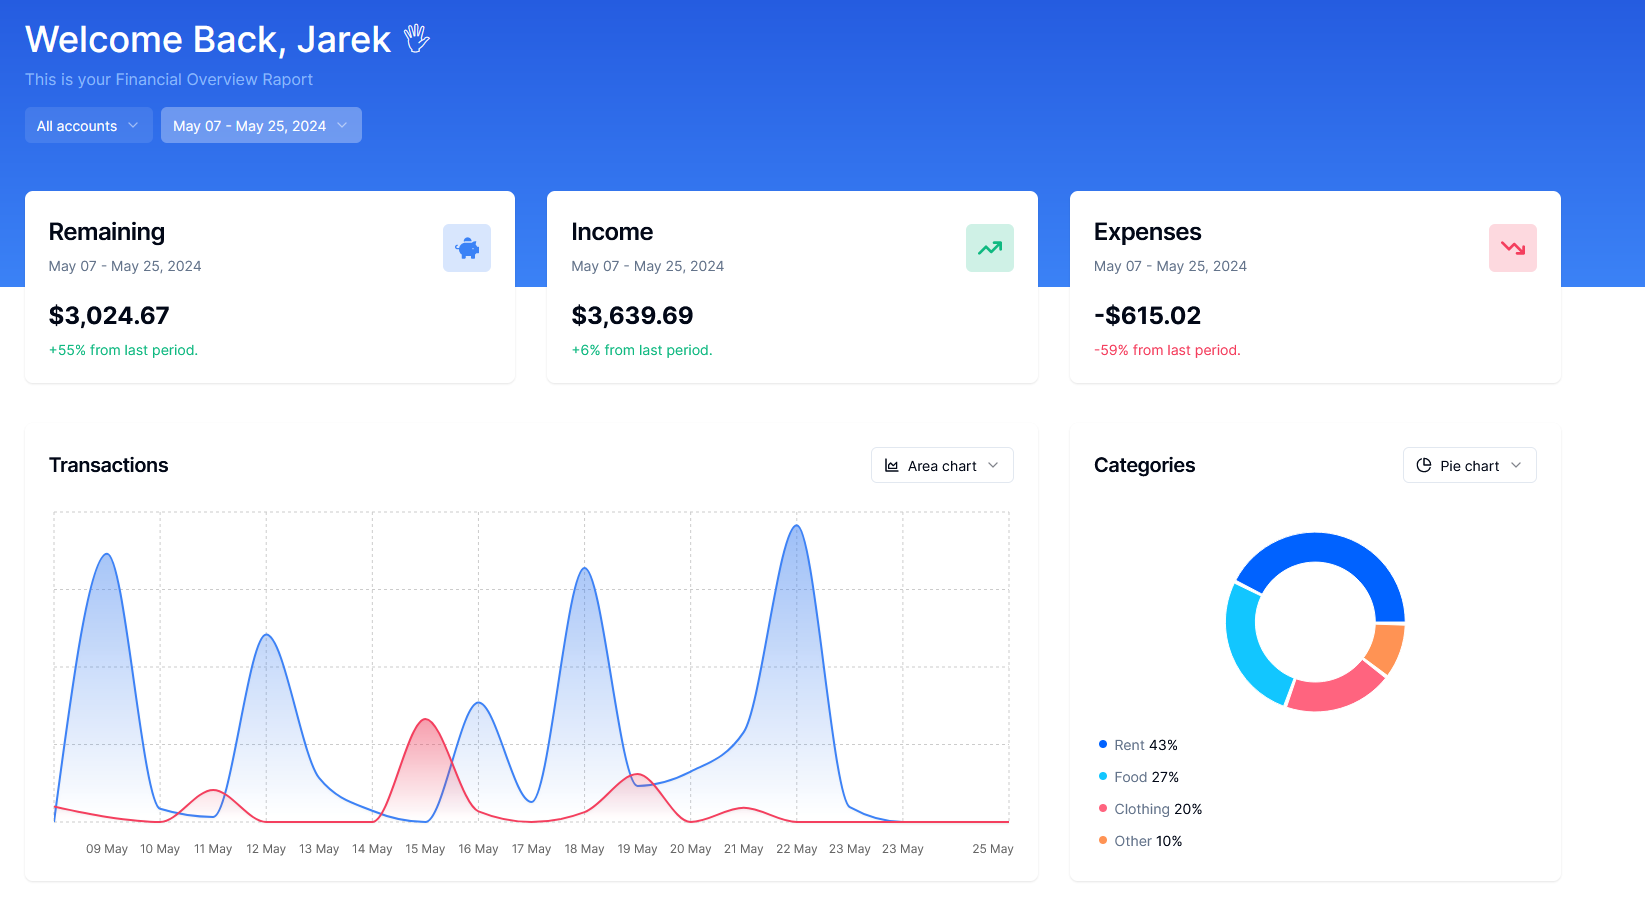 Welcome Back, Jarek
This is your Financial Overview Raport
All accounts
May 07 - May 25, 2024
Remaining
May 07 - May 25, 2024
$3,024.67
+55% from last period.
Income
May 07 - May 25, 2024
$3,639.69
+6% from last period.
Expenses
May 07 - May 25, 2024
-$615.02
-59% from last period.
Transactions
Area chart
09 May 10 May 11 May 12 May 13 May 14 May 15 May 16 May 17 May 18 May 19 May 20 May 21 May 22 May 23 May 23 May 25 May
Categories
Pie chart
Rent 43%
Food 27%
Clothing 20%
Other 10%